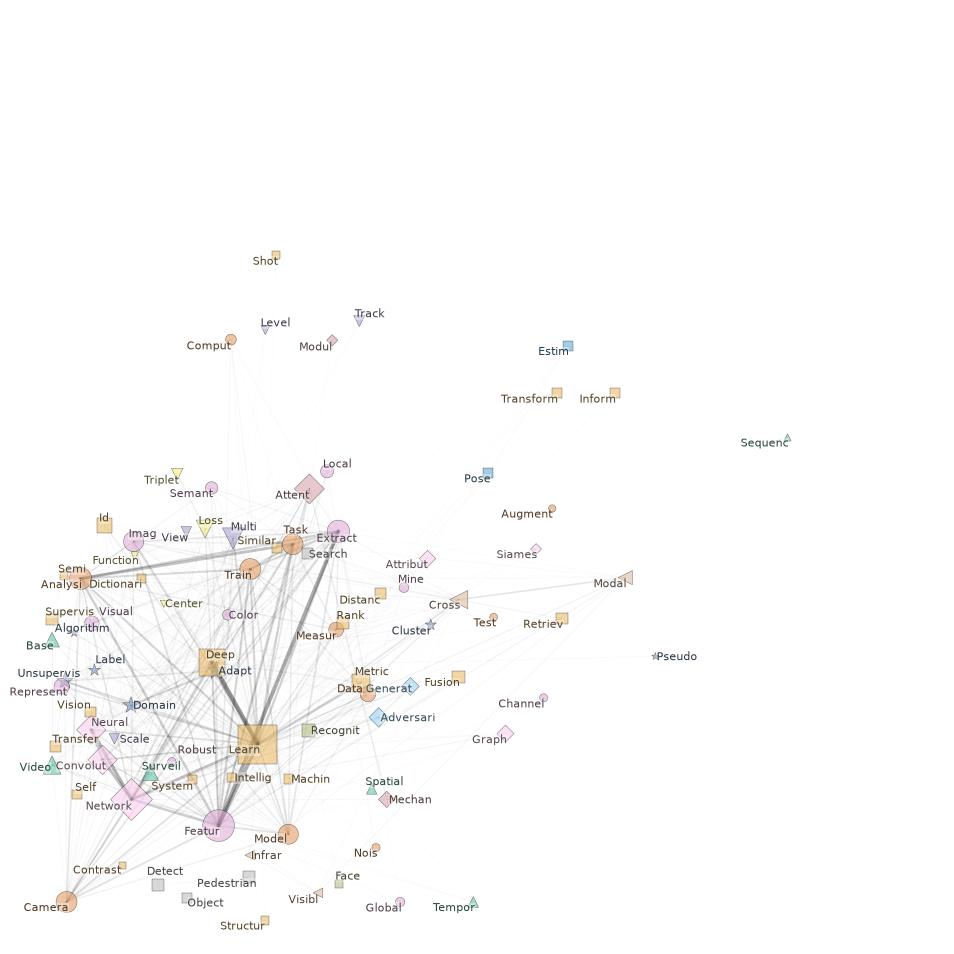 Shot
Level
Track
Comput
Modul
Estim
Transform
Inform
Sequenc
Local
Triplet
Semant
Attent
Pose
Augment
Id
Imag
View
Loss
Multi
Task
Similar
Extract
Search
Function
Siames
Attribut
Semi
Analysi
Dictionari
Train
Mine
Modal
Center
Distanc
Cross
Supervis
Visual
Color
Rank
Algorithm
Measur
Cluster
Test
Retriev
Base
Deep
Label
Adapt
Pseudo
Unsupervis
Metric
Represent
Data
Generat
Fusion
Vision
Domain
Channel
Neural
Adversari
Transfer
Scale
Recognit
Graph
Robust
Learn
Video
Convolut
Surveil
Intellig
Machin
Self
System
Spatial
Network
Mechan
Featur
Model
Infrar
Nois
Contrast
Detect
Face
Pedestrian
Camera
Object
Visibl
Global
Tempor
Structur